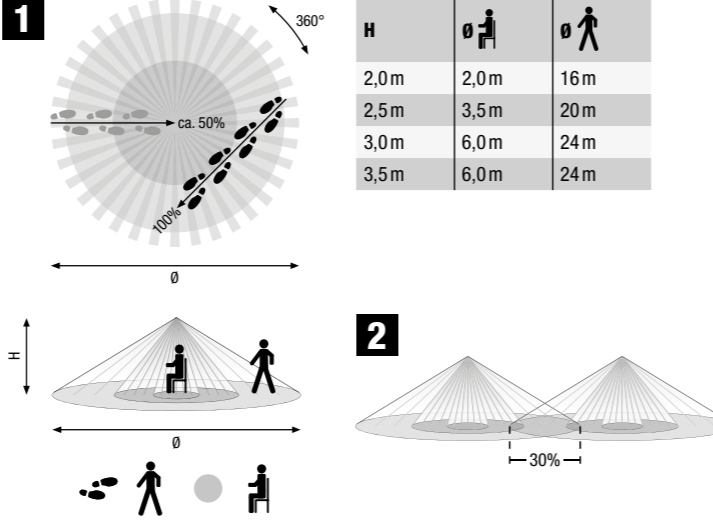 1
360°
ca. 50%
100%
Ø
H Ø Ø
2,0 m 2,0 m 16 m
2,5 m 3,5 m 20 m
3,0 m 6,0 m 24 m
3,5 m 6,0 m 24 m
H
Ø
2
30%